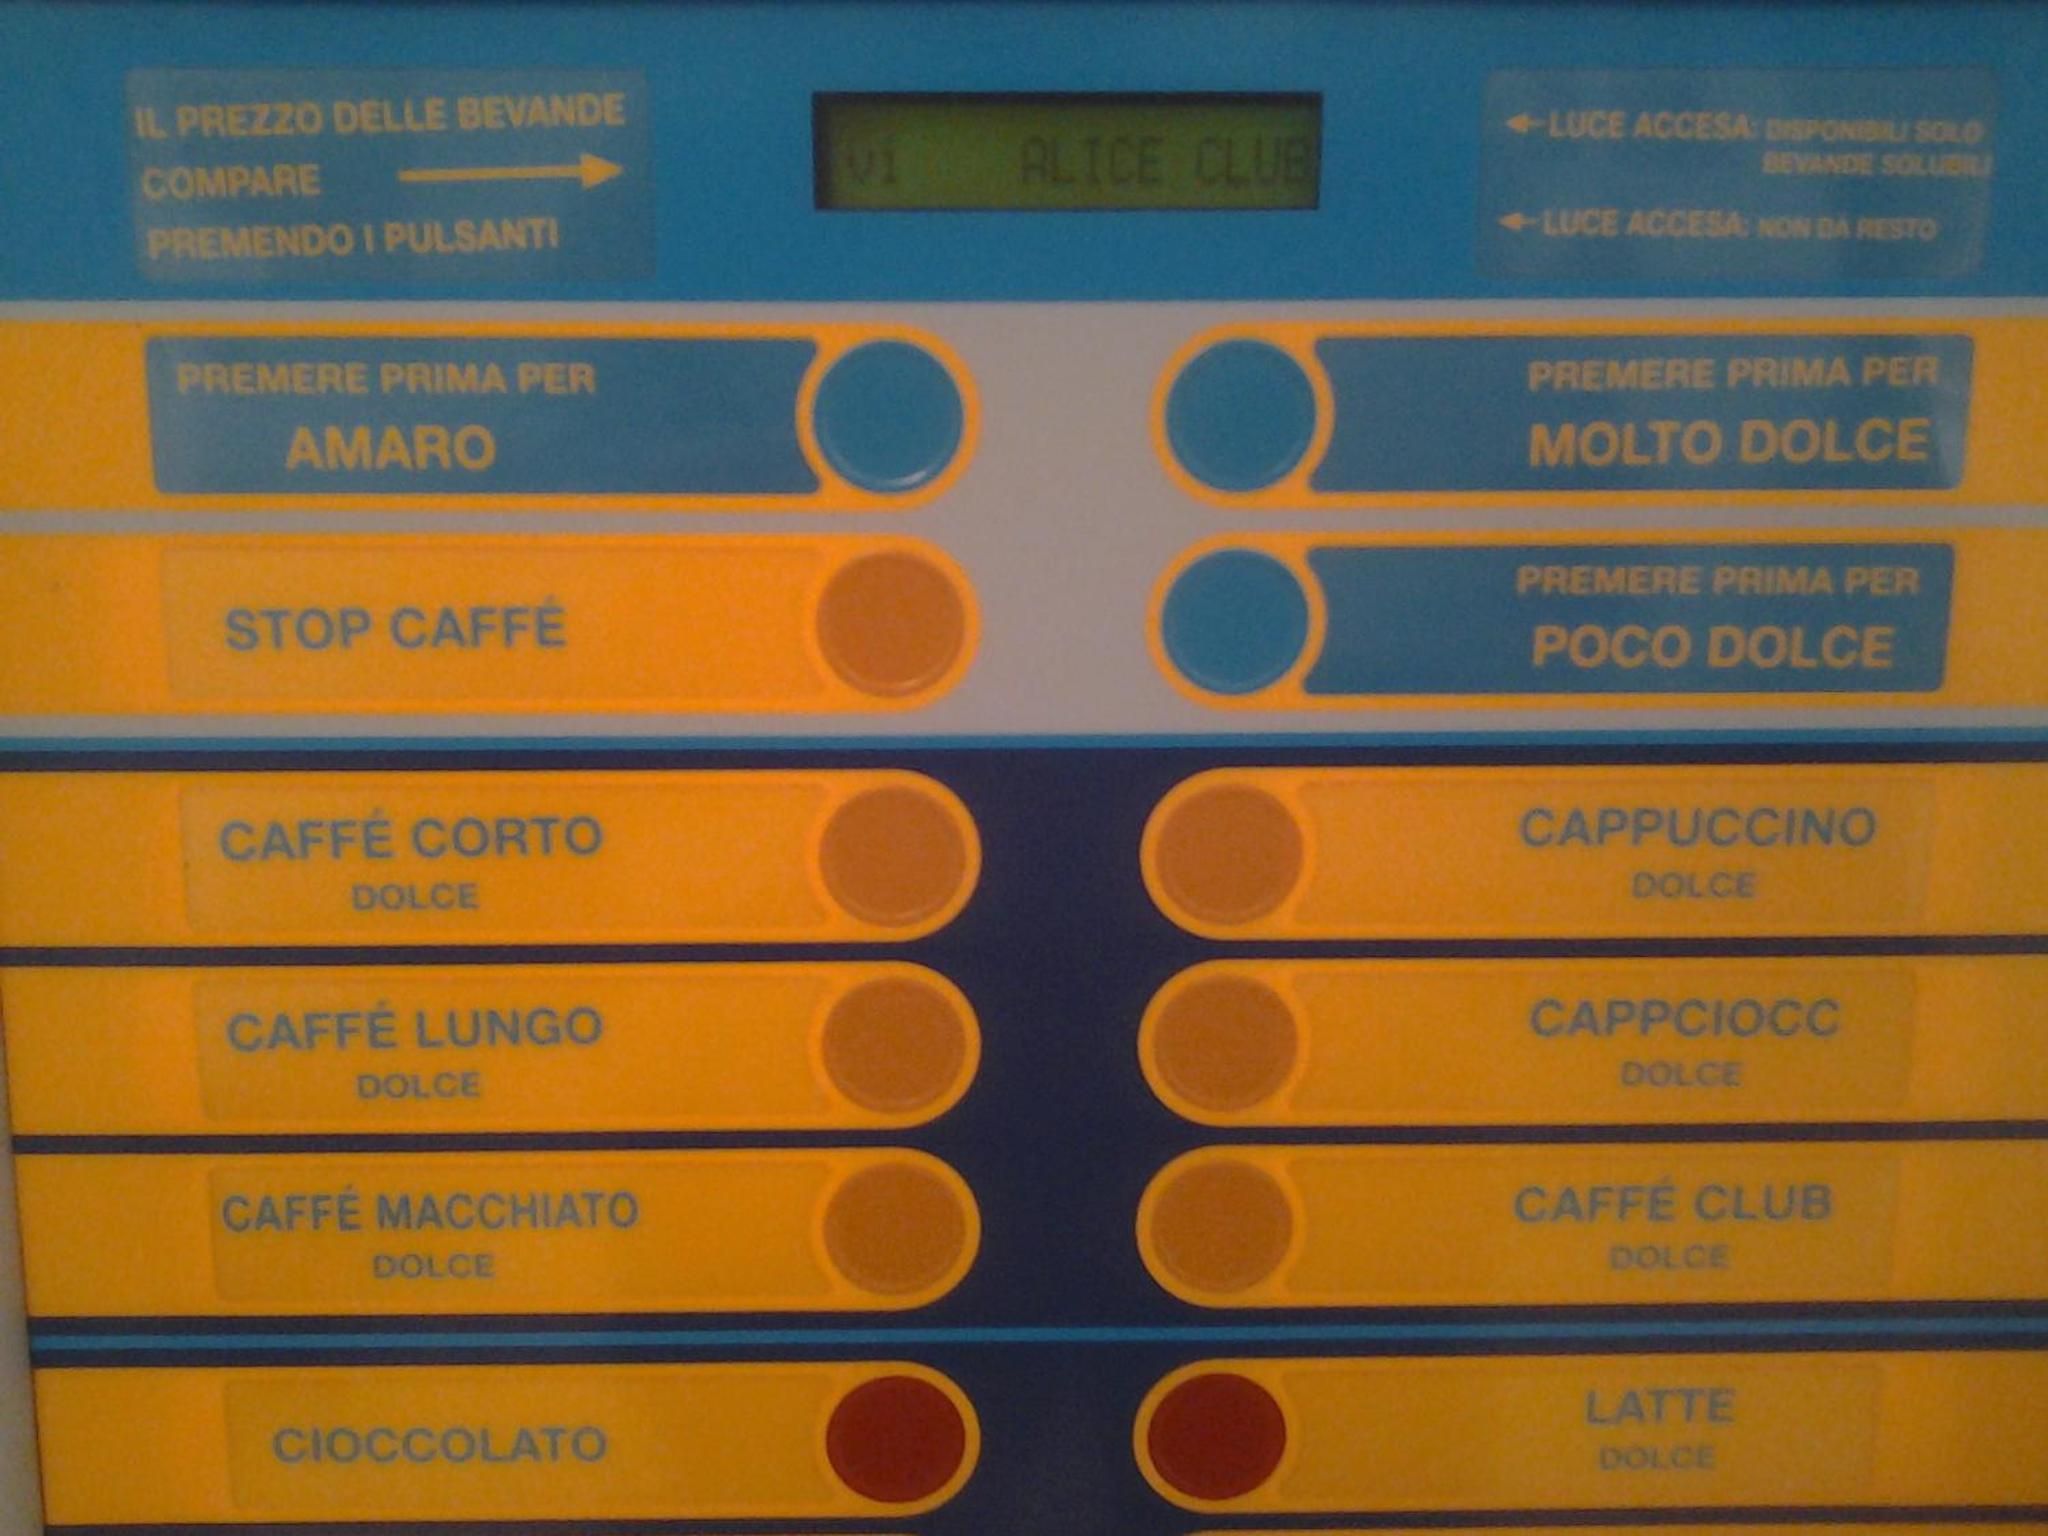 IL PREZZO DELLE BEVANDE
COMPARE
PREMENDO I PULSANTI
V1 ALICE CLUB
LUCE ACCESA: DISPONIBILI SOLO
BEVANDE SOLUBILI
LUCE ACCESA: NON DA RESTO
PREMERE PRIMA PER
AMARO
PREMERE PRIMA PER
MOLTO DOLCE
STOP CAFFÉ
PREMERE PRIMA PER
POCO DOLCE
CAFFÉ CORTO
DOLCE
CAPPUCCINO
DOLCE
CAFFÉ LUNGO
DOLCE
CAPPCIOCC
DOLCE
CAFFÉ MACCHIATO
DOLCE
CAFFÉ CLUB
DOLCE
CIOCCOLATO
LATTE
DOLCE